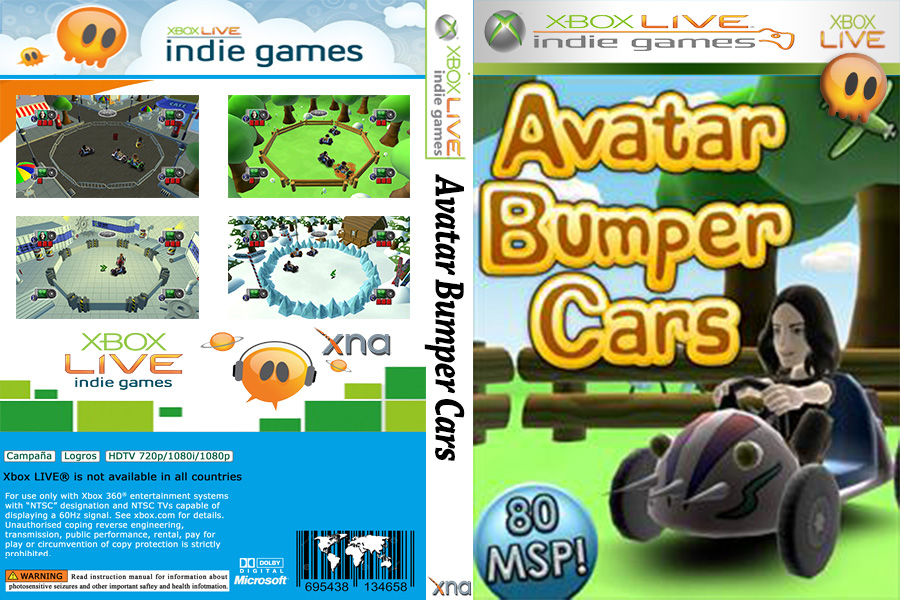 XBOX LIVE
indie games
XBOX
LIVE
indie games
xna
Campaña
Logros
HDTV 720p/1080i/1080p
Xbox LIVE® is not available in all countries
For use only with Xbox 360® entertainment systems
with “NTSC” designation and NTSC TVs capable of
displaying a 60Hz signal. See xbox.com for details.
Unauthorised coping reverse engineering,
transmission, public performance, rental, pay for
play or circumvention of copy protection is strictly
prohibited.
WARNING Read instruction manual for information about
photosensitive seizures and other important saftey and health infotmation.
DOLBY
DIGITAL
Microsoft
695438 134658
XBOX LIVE
indie games
Avatar Bumper Cars
xna
XBOX LIVE
indie games
XBOX
LIVE
Avatar
Bumper
Cars
80
MSP!